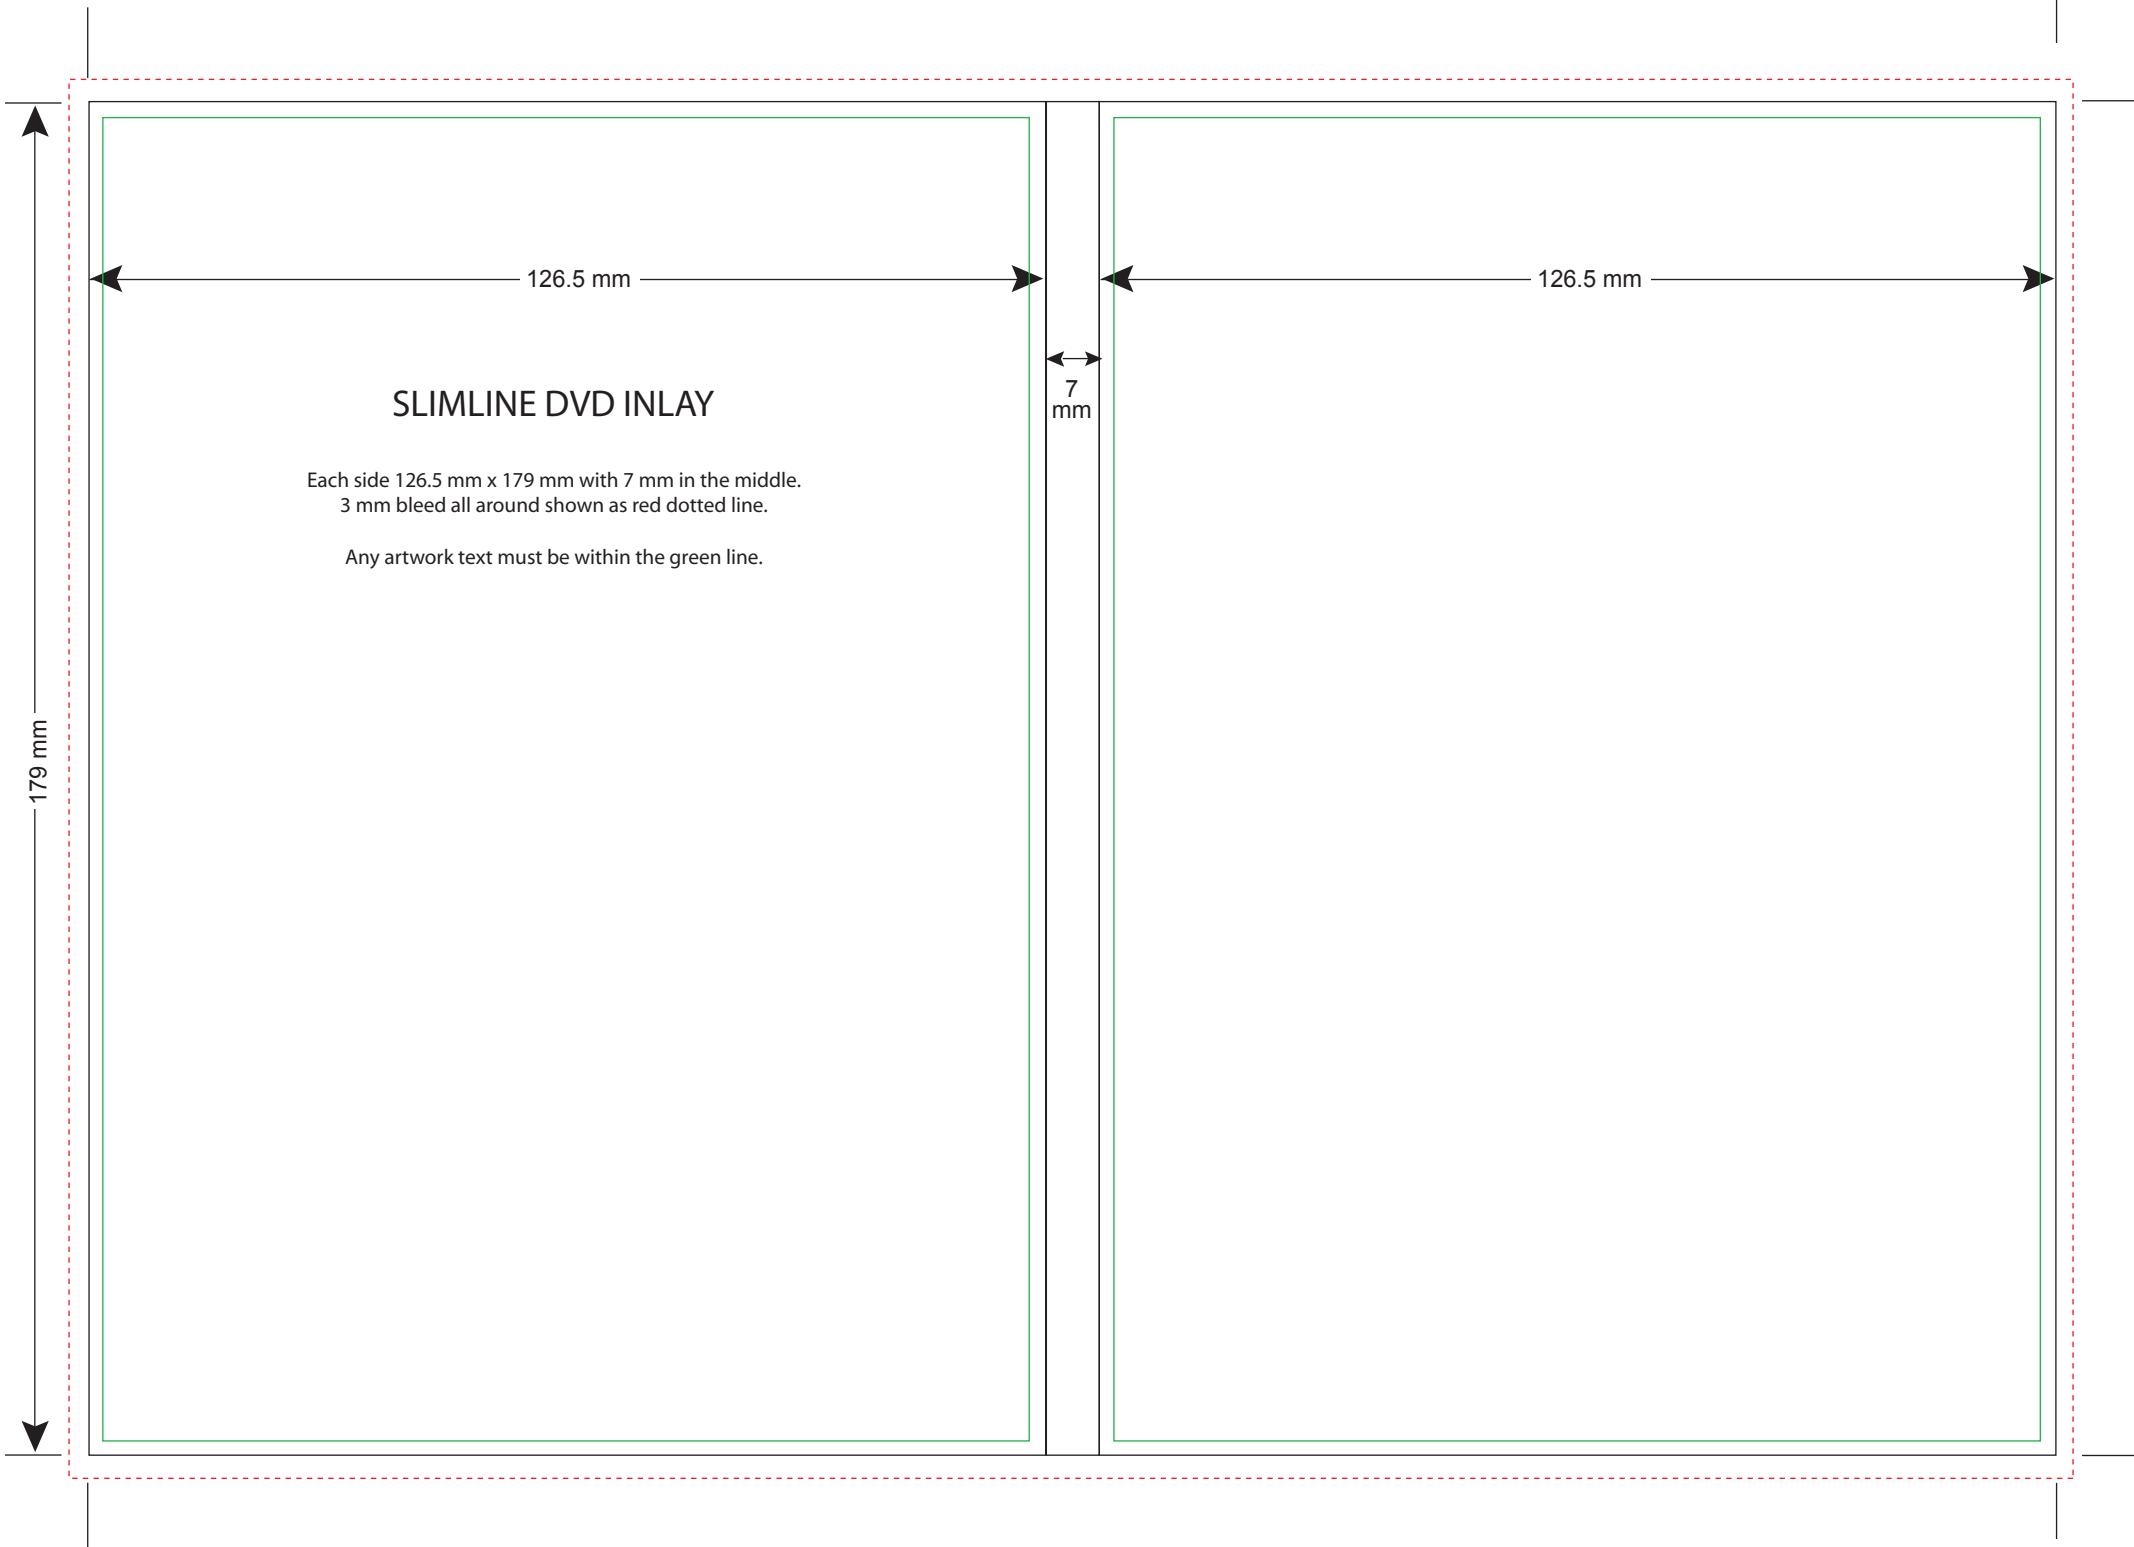 126.5 mm
126.5 mm
7
mm
SLIMLINE DVD INLAY
Each side 126.5 mm x 179 mm with 7 mm in the middle.
3 mm bleed all around shown as red dotted line.
Any artwork text must be within the green line.
179 mm